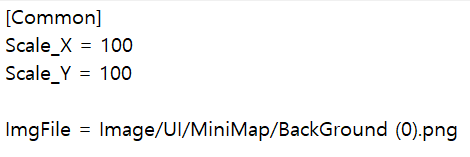 [Common]
Scale_X = 100
Scale_Y = 100

ImgFile = Image/UI/MiniMap/BackGround (0).png